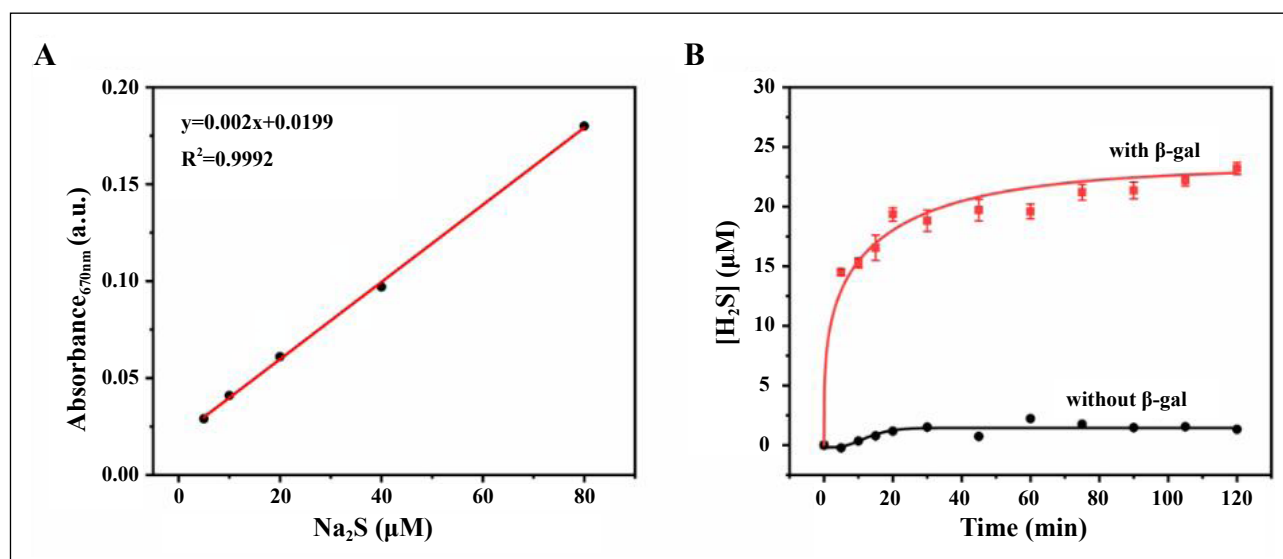 A
0.20
0.15
0.10
0.05
0.00
y=0.002x+0.0199
R²=0.9992
0
20
40
60
80
Absorbance₆₇₀ₙₘ (a.u.)
Na₂S (μM)
B
30
25
20
15
10
5
0
with β-gal
without β-gal
0
20
40
60
80
100
120
[H₂S] (μM)
Time (min)